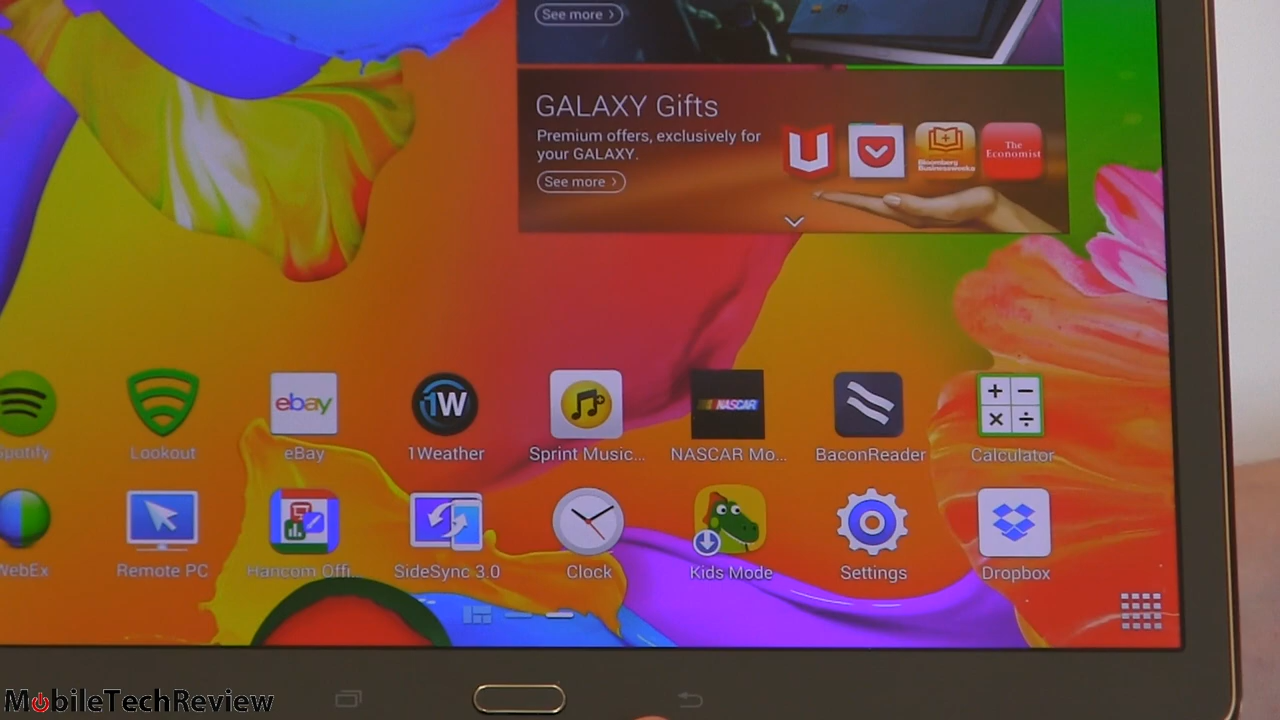 See more >
GALAXY Gifts
Premium offers, exclusively for
your GALAXY.
See more >
U
Bloomberg
Businessweek
The
Economist
ebay
1W
NASCAR
Spotify
Lookout
eBay
1Weather
Sprint Music...
NASCAR Mo...
BaconReader
Calculator
WebEx
Remote PC
Hancom Offi..
SideSync 3.0
Clock
Kids Mode
Settings
Dropbox
MobileTechReview